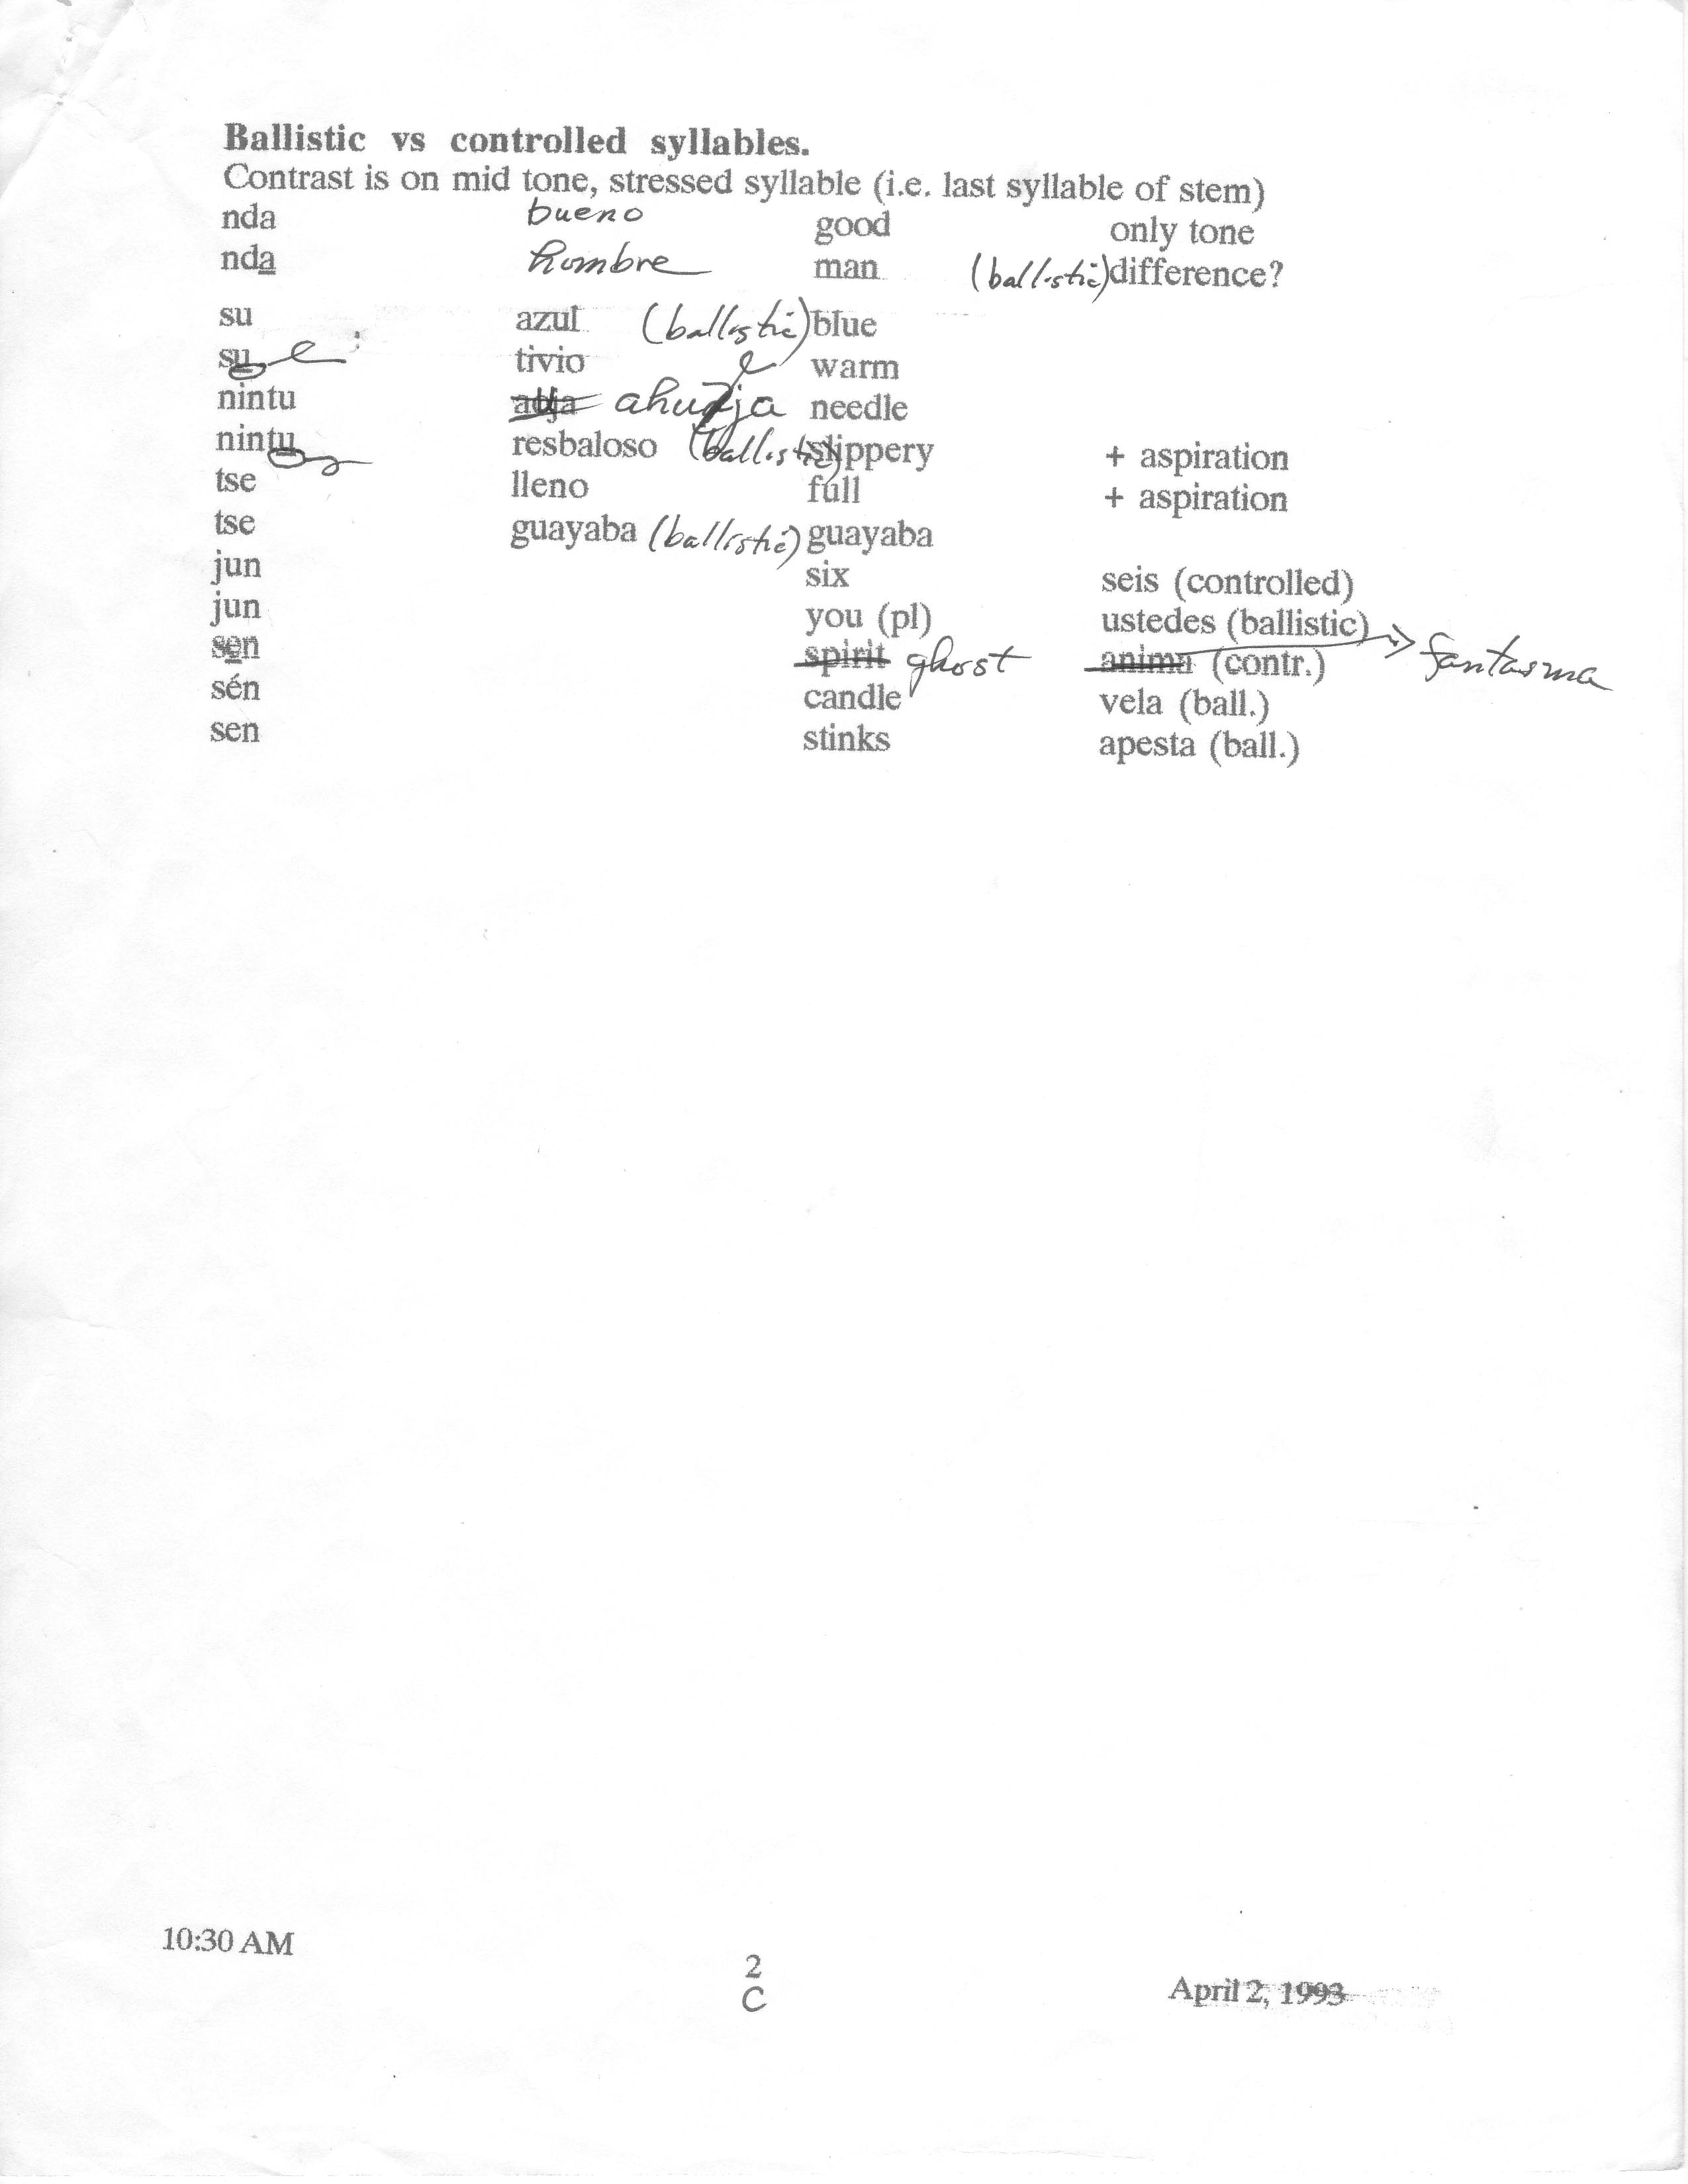 Ballistic vs controlled syllables.
Contrast is on mid tone, stressed syllable (i.e. last syllable of stem)
nda bueno good only tone
nda hombre man (ballistic) difference?
su azul (ballistic) blue
su tivio warm
nintu ahuja needle
nintu resbaloso (ballistic) slippery + aspiration
tse lleno full + aspiration
tse guayaba (ballistic) guayaba
jun six seis (controlled)
jun you (pl) ustedes (ballistic)
sen spirit ghost anima (contr.) fantasma
sén candle vela (ball.)
sen stinks apesta (ball.)
10:30 AM
2
C
April 2, 1993